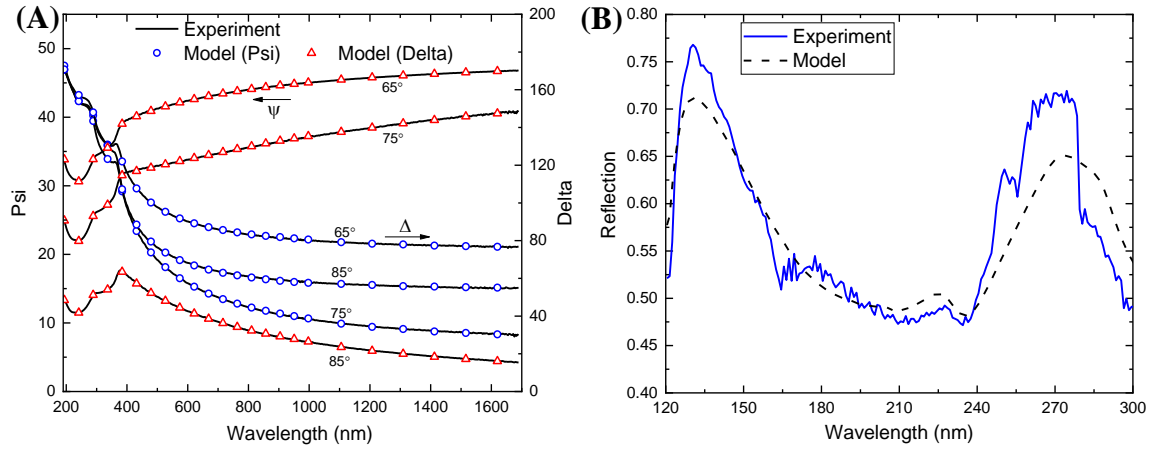 (A)
Experiment
Model (Psi) Model (Delta)
50
40
30
20
10
0
Psi
200
160
120
80
40
0
Delta
65°
ψ
75°
65°
Δ
85°
75°
85°
200 400 600 800 1000 1200 1400 1600
Wavelength (nm)
(B)
Experiment
Model
0.80
0.75
0.70
0.65
0.60
0.55
0.50
0.45
0.40
Reflection
120 150 180 210 240 270 300
Wavelength (nm)